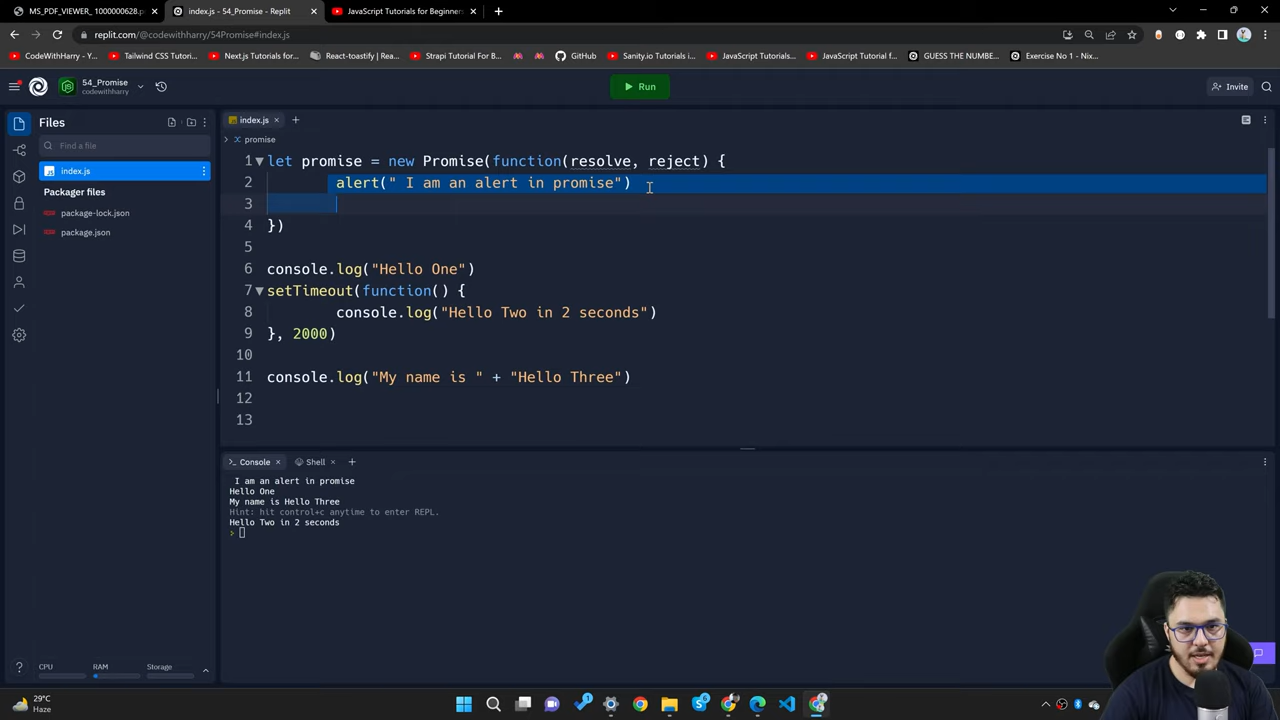 MS_PDF_VIEWER_ 1000000628.p
index.js - 54_Promise - Replit
JavaScript Tutorials for Beginners
replit.com/@codewithharry/54Promise#index.js
CodeWithHarry - Y...
Tailwind CSS Tutori...
Next.js Tutorials for...
React-toastify | Rea...
Strapi Tutorial For B...
GitHub
Sanity.io Tutorials i...
JavaScript Tutorials...
JavaScript Tutorial f...
GUESS THE NUMBE...
Exercise No 1 - Nix...
54_Promise
codewithharry
Run
Invite
Files
Find a file
index.js
Packager files
package-lock.json
package.json
index.js
promise
1 let promise = new Promise(function(resolve, reject) {
2 alert(" I am an alert in promise")
3
4 })
5
6 console.log("Hello One")
7 setTimeout(function() {
8 console.log("Hello Two in 2 seconds")
9 }, 2000)
10
11 console.log("My name is " + "Hello Three")
12
13
Console
Shell
I am an alert in promise
Hello One
My name is Hello Three
Hint: hit control+c anytime to enter REPL.
Hello Two in 2 seconds
>
CPU
RAM
Storage
29°C
Haze